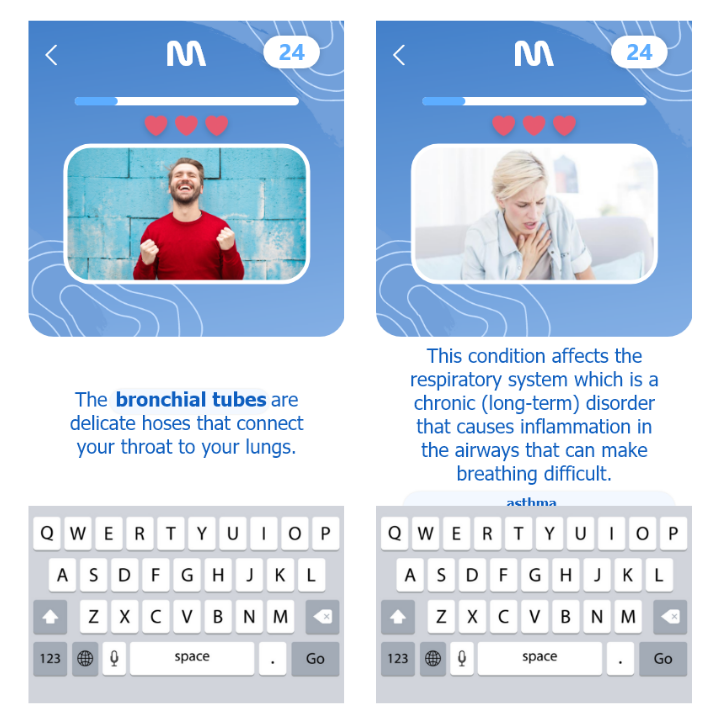 M 24
M 24
The bronchial tubes are
delicate hoses that connect
your throat to your lungs.
This condition affects the
respiratory system which is a
chronic (long-term) disorder
that causes inflammation in
the airways that can make
breathing difficult.
asthma
Q W E R T Y U I O P
A S D F G H J K L
Z X C V B N M
123 space . Go
Q W E R T Y U I O P
A S D F G H J K L
Z X C V B N M
123 space . Go